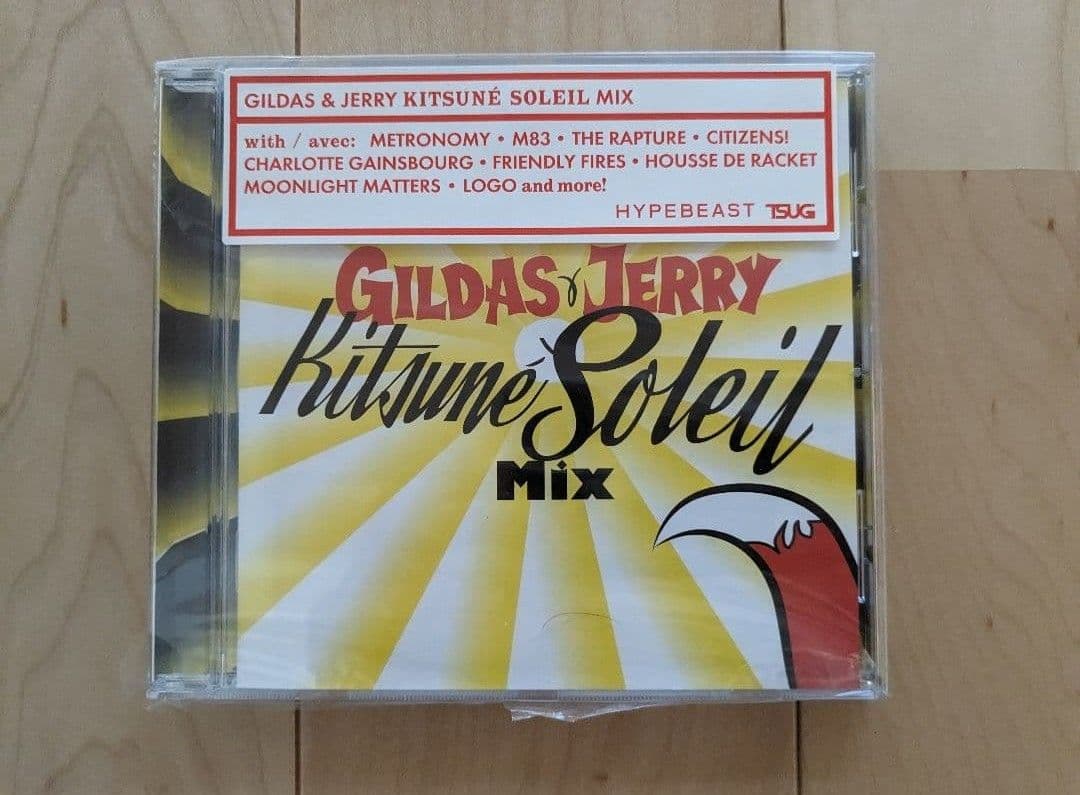 GILDAS & JERRY KITSUNÉ SOLEIL MIX
with / avec: METRONOMY • M83 • THE RAPTURE • CITIZENS!
CHARLOTTE GAINSBOURG • FRIENDLY FIRES • HOUSSE DE RACKET
MOONLIGHT MATTERS • LOGO and more!
HYPEBEAST TSUGI
GILDAS y JERRY
Kitsuné Soleil
Mix